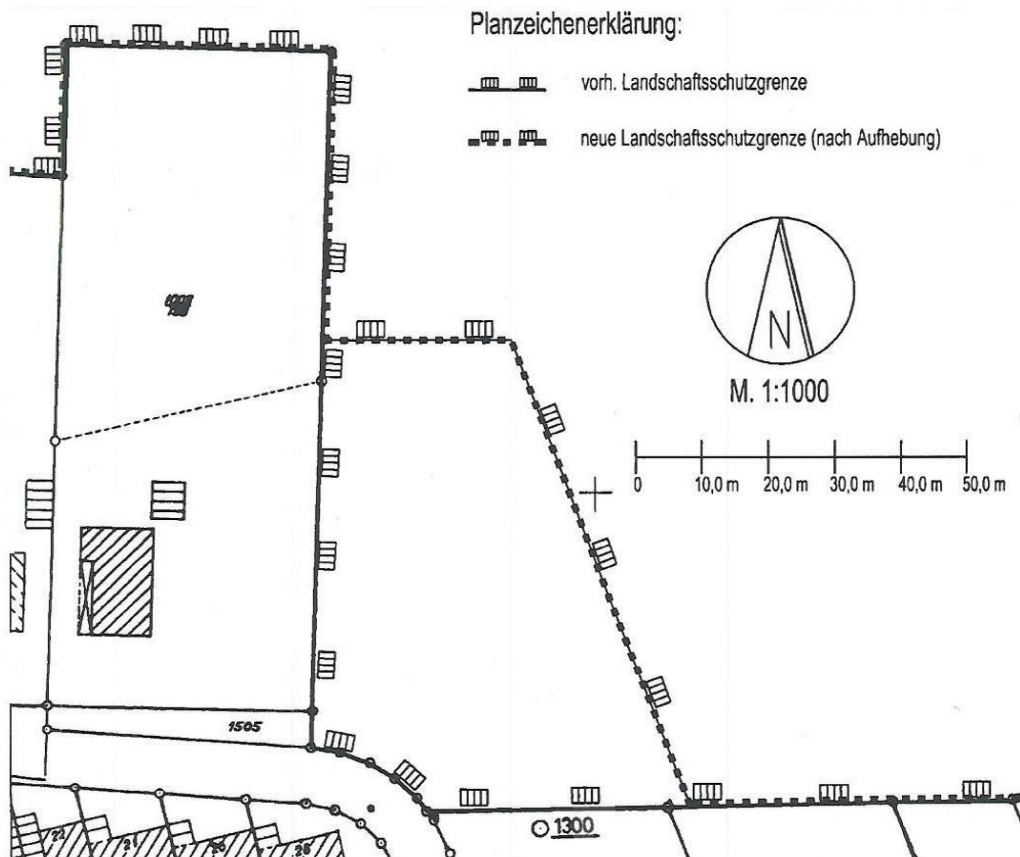 Planzeichenerklärung:
vorh. Landschaftsschutzgrenze
neue Landschaftsschutzgrenze (nach Aufhebung)
N
M. 1:1000
0 10,0 m 20,0 m 30,0 m 40,0 m 50,0 m
1505
1300
22 21 20